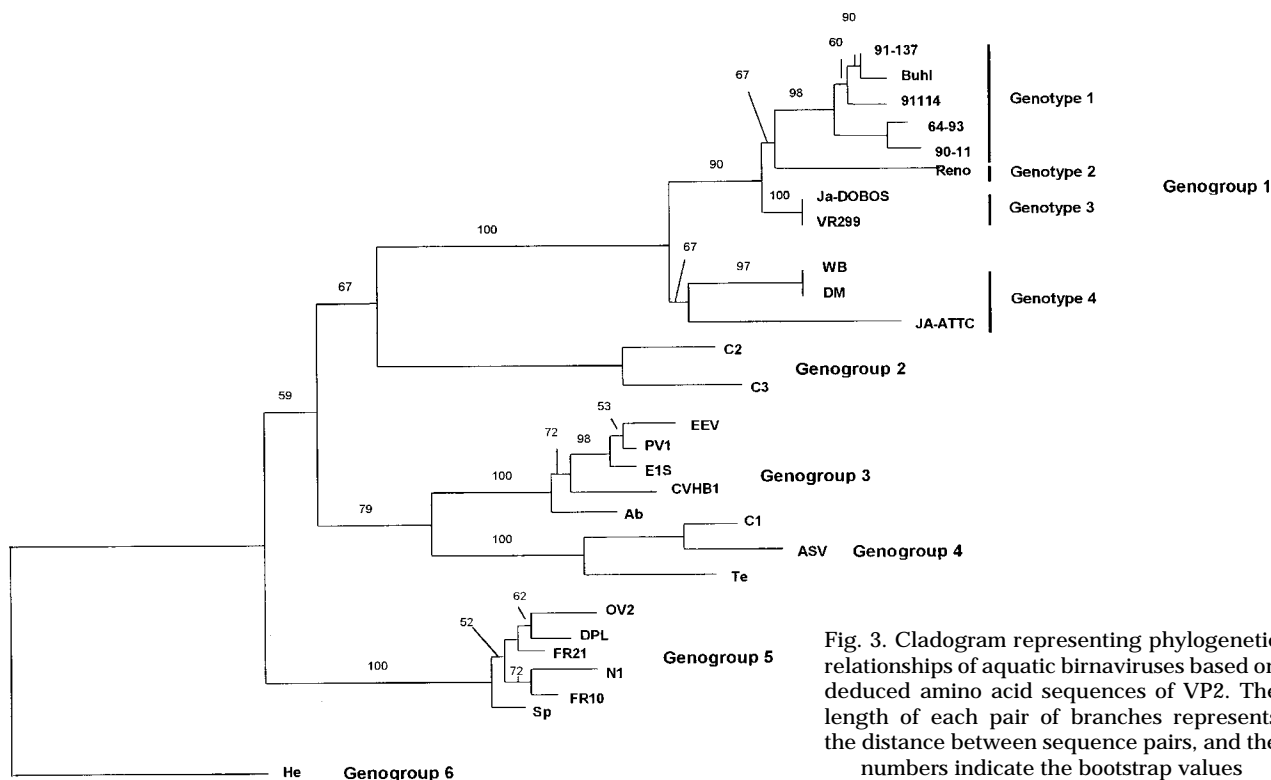 90
60
91-137
Buhl
67
98
91114
Genotype 1
64-93
90-11
90
Reno
Genotype 2
Genogroup 1
100
Ja-DOBOS
Genotype 3
VR299
100
67
97
WB
DM
Genotype 4
JA-ATTC
67
C2
Genogroup 2
C3
59
53
EEV
72
98
PV1
E1S
Genogroup 3
100
CVHB1
79
Ab
C1
100
ASV
Genogroup 4
Te
62
OV2
52
DPL
FR21
Genogroup 5
100
72
N1
FR10
Sp
He
Genogroup 6
Fig. 3. Cladogram representing phylogenetic
relationships of aquatic birnaviruses based on
deduced amino acid sequences of VP2. The
length of each pair of branches represents
the distance between sequence pairs, and the
numbers indicate the bootstrap values